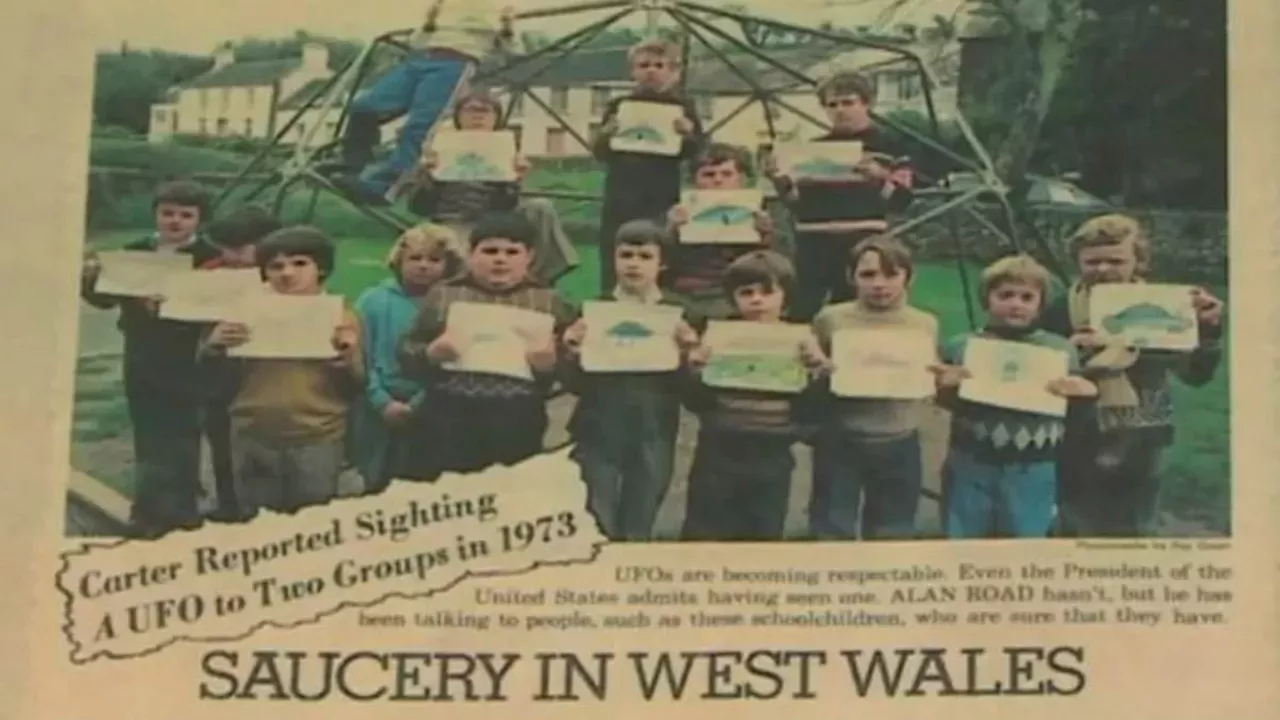 Carter Reported Sighting
A UFO to Two Groups in 1973
UFOs are becoming respectable. Even the President of the
United States admits having seen one. ALAN ROAD hasn't, but he has
been talking to people, such as these schoolchildren, who are sure that they have.
SAUCERY IN WEST WALES